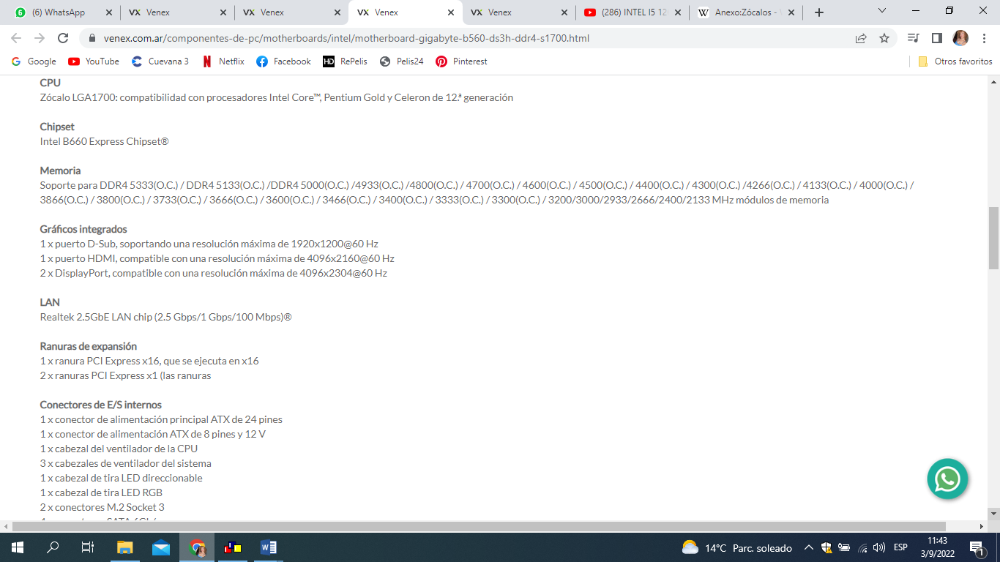 (6) WhatsApp
Venex
Venex
Venex
Venex
(286) INTEL I5 12
Anexo:Zócalos -
venex.com.ar/componentes-de-pc/motherboards/intel/motherboard-gigabyte-b560-ds3h-ddr4-s1700.html
Google YouTube Cuevana 3 Netflix Facebook HD RePelis Pelis24 Pinterest Otros favoritos
CPU
Zócalo LGA1700: compatibilidad con procesadores Intel Core™, Pentium Gold y Celeron de 12.ª generación
Chipset
Intel B660 Express Chipset®
Memoria
Soporte para DDR4 5333(O.C.) / DDR4 5133(O.C.) /DDR4 5000(O.C.) /4933(O.C.) /4800(O.C.) / 4700(O.C.) / 4600(O.C.) / 4500(O.C.) / 4400(O.C.) / 4300(O.C.) /4266(O.C.) / 4133(O.C.) / 4000(O.C.) /
3866(O.C.) / 3800(O.C.) / 3733(O.C.) / 3666(O.C.) / 3600(O.C.) / 3466(O.C.) / 3400(O.C.) / 3333(O.C.) / 3300(O.C.) / 3200/3000/2933/2666/2400/2133 MHz módulos de memoria
Gráficos integrados
1 x puerto D-Sub, soportando una resolución máxima de 1920x1200@60 Hz
1 x puerto HDMI, compatible con una resolución máxima de 4096x2160@60 Hz
2 x DisplayPort, compatible con una resolución máxima de 4096x2304@60 Hz
LAN
Realtek 2.5GbE LAN chip (2.5 Gbps/1 Gbps/100 Mbps)®
Ranuras de expansión
1 x ranura PCI Express x16, que se ejecuta en x16
2 x ranuras PCI Express x1 (las ranuras
Conectores de E/S internos
1 x conector de alimentación principal ATX de 24 pines
1 x conector de alimentación ATX de 8 pines y 12 V
1 x cabezal del ventilador de la CPU
3 x cabezales de ventilador del sistema
1 x cabezal de tira LED direccionable
1 x cabezal de tira LED RGB
2 x conectores M.2 Socket 3
14°C Parc. soleado
ESP
11:43
3/9/2022
1